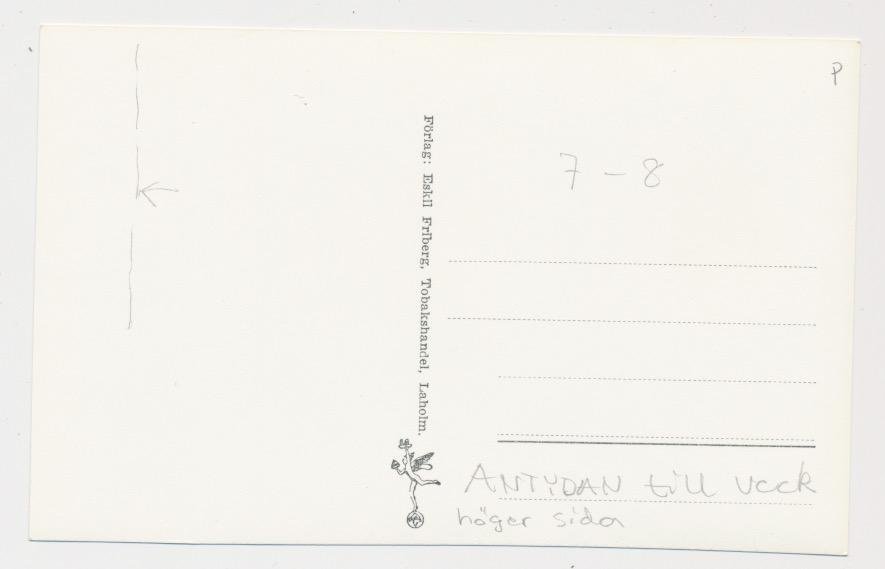 P
7 - 8
Förlag: Eskil Friberg, Tobakshandel, Laholm.
ANTYDAN till veck
höger sida